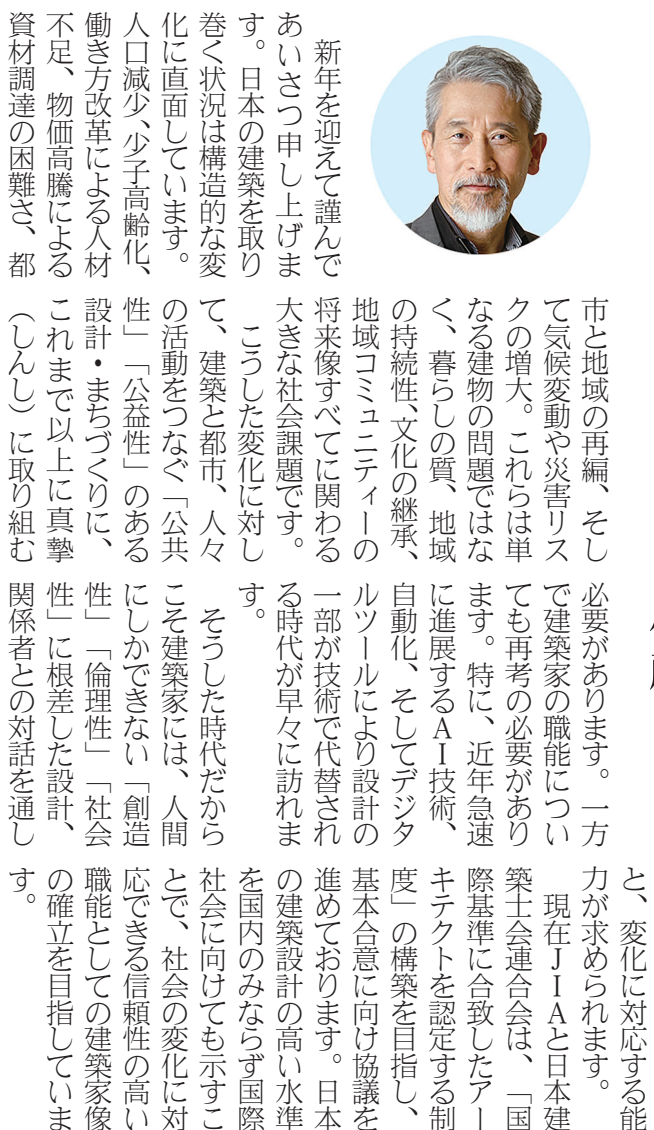 新年を迎えて謹んで
あいさつ申し上げま
す。日本の建築を取り
巻く状況は構造的な変
化に直面しています。
人口減少、少子高齢化、
働き方改革による人材
不足、物価高騰による
資材調達の困難さ、都
市と地域の再編、そし
て気候変動や災害リス
クの増大。これらは単
なる建物の問題ではな
く、暮らしの質、地域
の持続性、文化の継承、
地域コミュニティーの
将来像すべてに関わる
大きな社会課題です。
こうした変化に対し
て、建築と都市、人々
の活動をつなぐ「公共
性」「公益性」のある
設計・まちづくりに、
これまで以上に真摯
（しんし）に取り組む
必要があります。一方
で建築家の職能につい
ても再考の必要があり
ます。特に、近年急速
に進展するAI技術、
自動化、そしてデジタ
ルツールにより設計の
一部が技術で代替され
る時代が早々に訪れま
す。
そうした時代だから
こそ建築家には、人間
にしかできない「創造
性」「倫理性」「社会
性」に根差した設計、
関係者との対話を通し
と、変化に対応する能
力が求められます。
現在JIAと日本建
築士会連合会は、「国
際基準に合致したアー
キテクトを認定する制
度」の構築を目指し、
基本合意に向け協議を
進めております。日本
の建築設計の高い水準
を国内のみならず国際
社会に向けても示すこ
とで、社会の変化に対
応できる信頼性の高い
職能としての建築家像
の確立を目指していま
す。